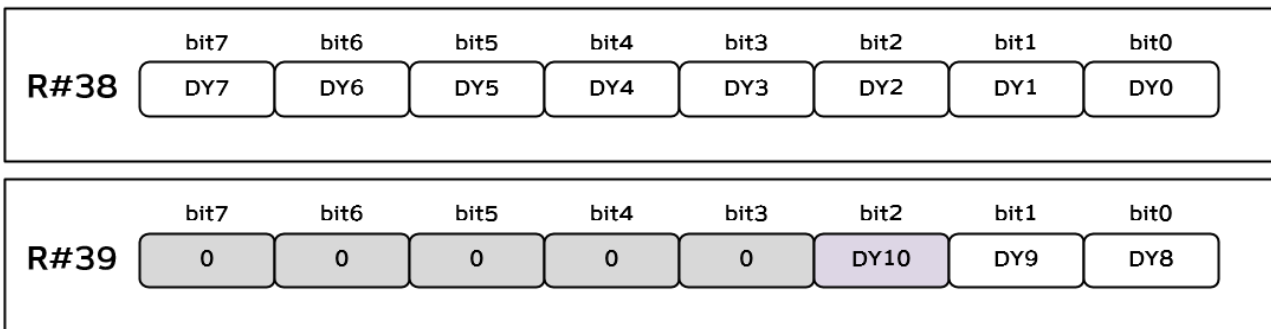 bit7 bit6 bit5 bit4 bit3 bit2 bit1 bit0
R#38 DY7 DY6 DY5 DY4 DY3 DY2 DY1 DY0
bit7 bit6 bit5 bit4 bit3 bit2 bit1 bit0
R#39 0 0 0 0 0 DY10 DY9 DY8